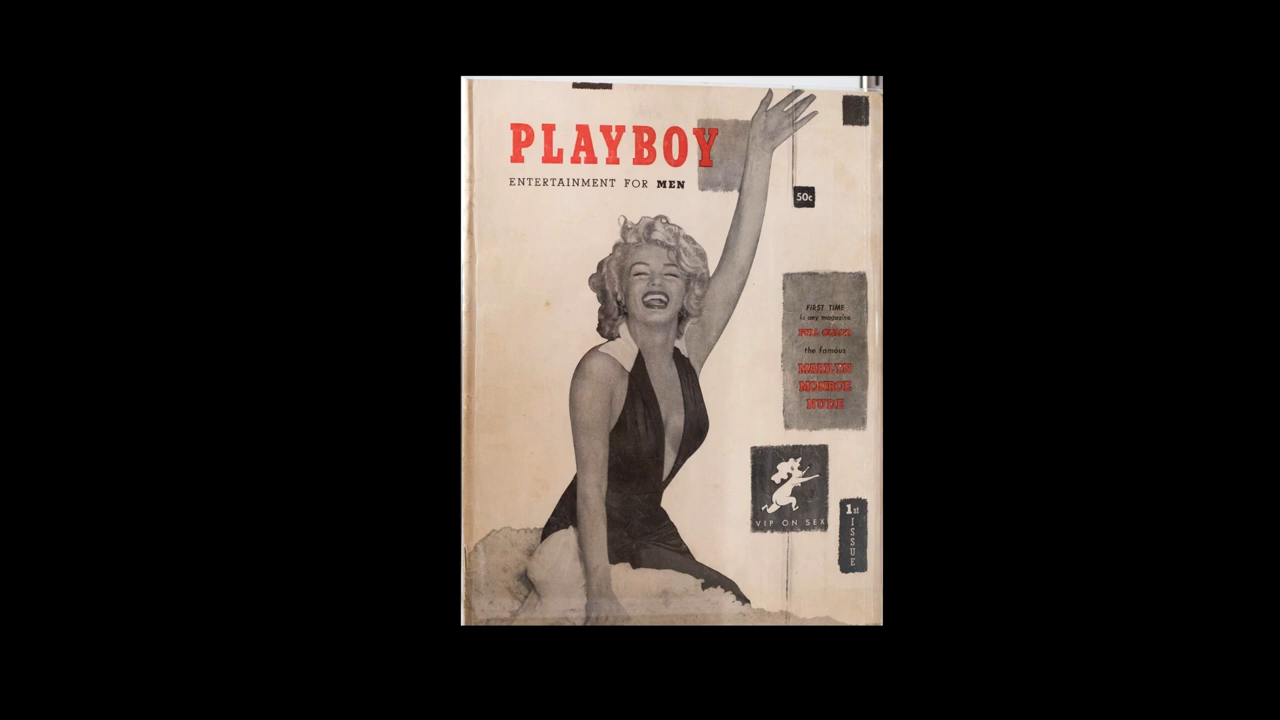 PLAYBOY
ENTERTAINMENT FOR MEN
50c
FIRST TIME
in any magazine
FULL COLOR
the famous
MARILYN
MONROE
NUDE
VIP ON SEX
1st
ISSUE